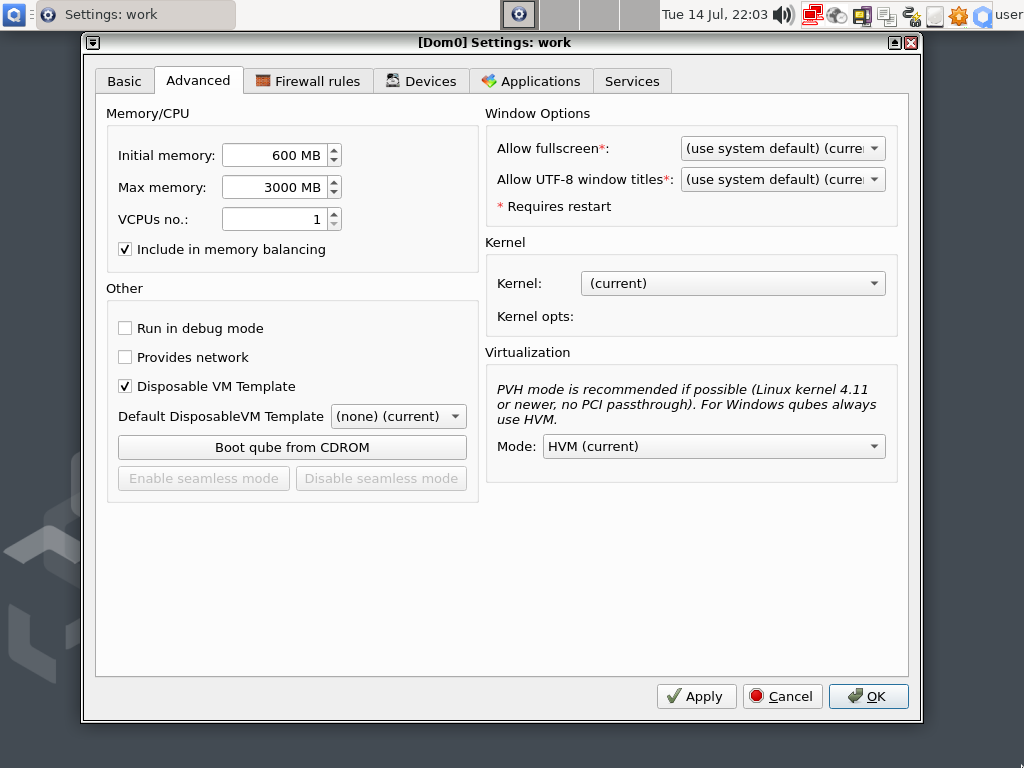 Settings: work
Tue 14 Jul, 22:03
user
[Dom0] Settings: work
Basic
Advanced
Firewall rules
Devices
Applications
Services
Memory/CPU
Initial memory: 600 MB
Max memory: 3000 MB
VCPUs no.: 1
Include in memory balancing
Other
Run in debug mode
Provides network
Disposable VM Template
Default DisposableVM Template (none) (current)
Boot qube from CDROM
Enable seamless mode
Disable seamless mode
Window Options
Allow fullscreen*: (use system default) (curre
Allow UTF-8 window titles*: (use system default) (curre
* Requires restart
Kernel
Kernel: (current)
Kernel opts:
Virtualization
PVH mode is recommended if possible (Linux kernel 4.11
or newer, no PCI passthrough). For Windows qubes always
use HVM.
Mode: HVM (current)
Apply
Cancel
OK